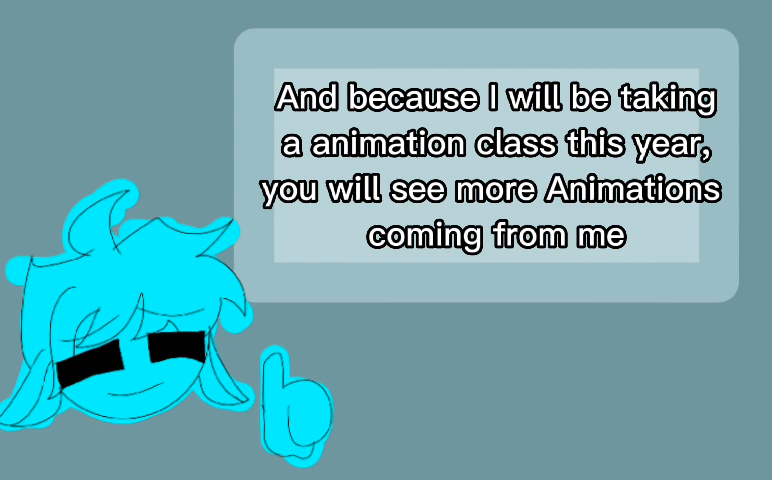 And because I will be taking
a animation class this year,
you will see more Animations
coming from me